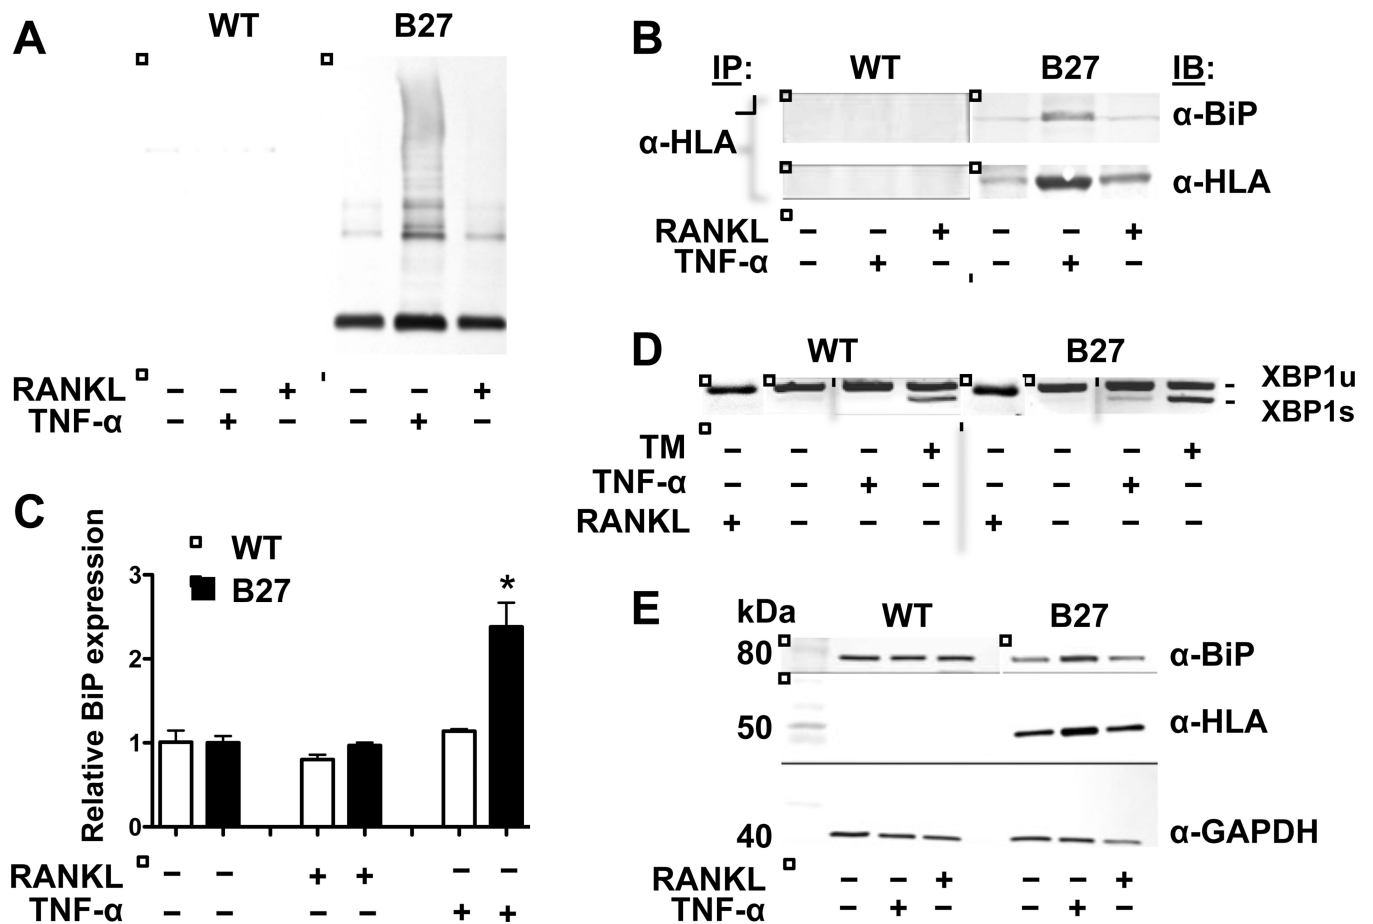 A
WT B27
RANKL – – + – – +
TNF-α – + – – + –
B
IP: WT B27 IB:
α-HLA
α-BiP
α-HLA
RANKL – – + – – +
TNF-α – + – – + –
C
Relative BiP expression
WT
B27
3
2
1
0
*
RANKL – – + + – –
TNF-α – – – – + +
D
WT B27
XBP1u
XBP1s
TM – – – + – – – +
TNF-α – – + – – – + –
RANKL + – – – + – – –
E
kDa WT B27
80 α-BiP
50 α-HLA
40 α-GAPDH
RANKL – – + – – +
TNF-α – + – – + –